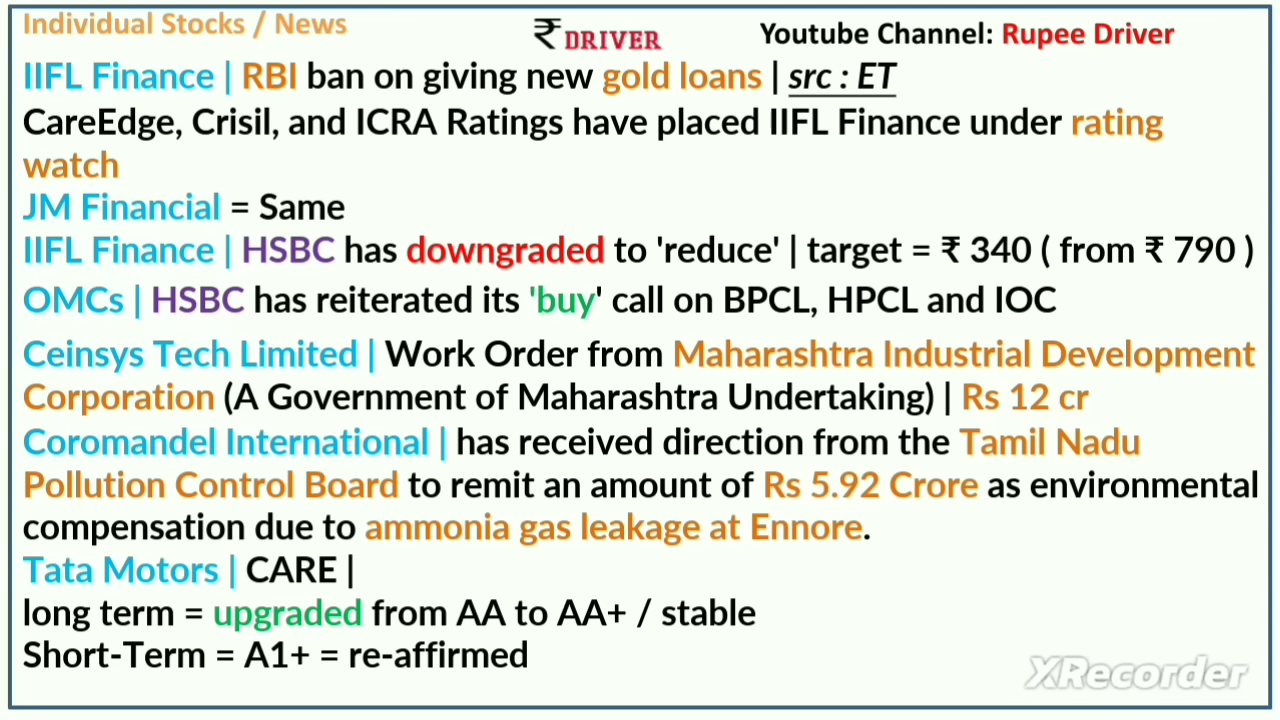 Individual Stocks / News
₹ DRIVER
Youtube Channel: Rupee Driver
IIFL Finance | RBI ban on giving new gold loans | src : ET
CareEdge, Crisil, and ICRA Ratings have placed IIFL Finance under rating
watch
JM Financial = Same
IIFL Finance | HSBC has downgraded to 'reduce' | target = ₹ 340 ( from ₹ 790 )
OMCs | HSBC has reiterated its 'buy' call on BPCL, HPCL and IOC
Ceinsys Tech Limited | Work Order from Maharashtra Industrial Development
Corporation (A Government of Maharashtra Undertaking) | Rs 12 cr
Coromandel International | has received direction from the Tamil Nadu
Pollution Control Board to remit an amount of Rs 5.92 Crore as environmental
compensation due to ammonia gas leakage at Ennore.
Tata Motors | CARE |
long term = upgraded from AA to AA+ / stable
Short-Term = A1+ = re-affirmed
XRecorder